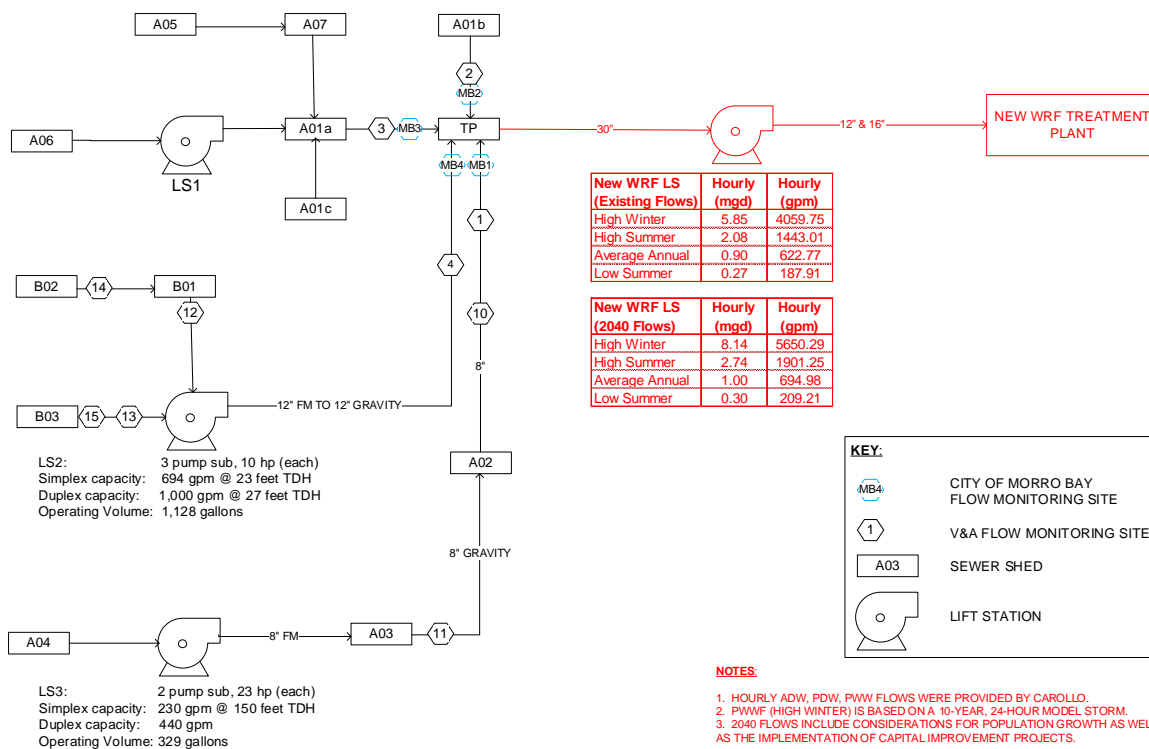 A05
A07
A01b
2
MB2
A06
LS1
A01a
3
MB3
TP
30"
12" & 16"
NEW WRF TREATMENT
PLANT
A01c
MB4
MB1
1
4
10
8"
New WRF LS Hourly Hourly
(Existing Flows) (mgd) (gpm)
High Winter 5.85 4059.75
High Summer 2.08 1443.01
Average Annual 0.90 622.77
Low Summer 0.27 187.91
New WRF LS Hourly Hourly
(2040 Flows) (mgd) (gpm)
High Winter 8.14 5650.29
High Summer 2.74 1901.25
Average Annual 1.00 694.98
Low Summer 0.30 209.21
B02
14
B01
12
B03
15
13
12" FM TO 12" GRAVITY
LS2: 3 pump sub, 10 hp (each)
Simplex capacity: 694 gpm @ 23 feet TDH
Duplex capacity: 1,000 gpm @ 27 feet TDH
Operating Volume: 1,128 gallons
A02
8" GRAVITY
A04
8" FM
A03
11
LS3: 2 pump sub, 23 hp (each)
Simplex capacity: 230 gpm @ 150 feet TDH
Duplex capacity: 440 gpm
Operating Volume: 329 gallons
KEY:
MB4
CITY OF MORRO BAY
FLOW MONITORING SITE
1
V&A FLOW MONITORING SITE
A03
SEWER SHED
LIFT STATION
NOTES:
1. HOURLY ADW, PDW, PWW FLOWS WERE PROVIDED BY CAROLLO.
2. PWWF (HIGH WINTER) IS BASED ON A 10-YEAR, 24-HOUR MODEL STORM.
3. 2040 FLOWS INCLUDE CONSIDERATIONS FOR POPULATION GROWTH AS WEL
AS THE IMPLEMENTATION OF CAPITAL IMPROVEMENT PROJECTS.